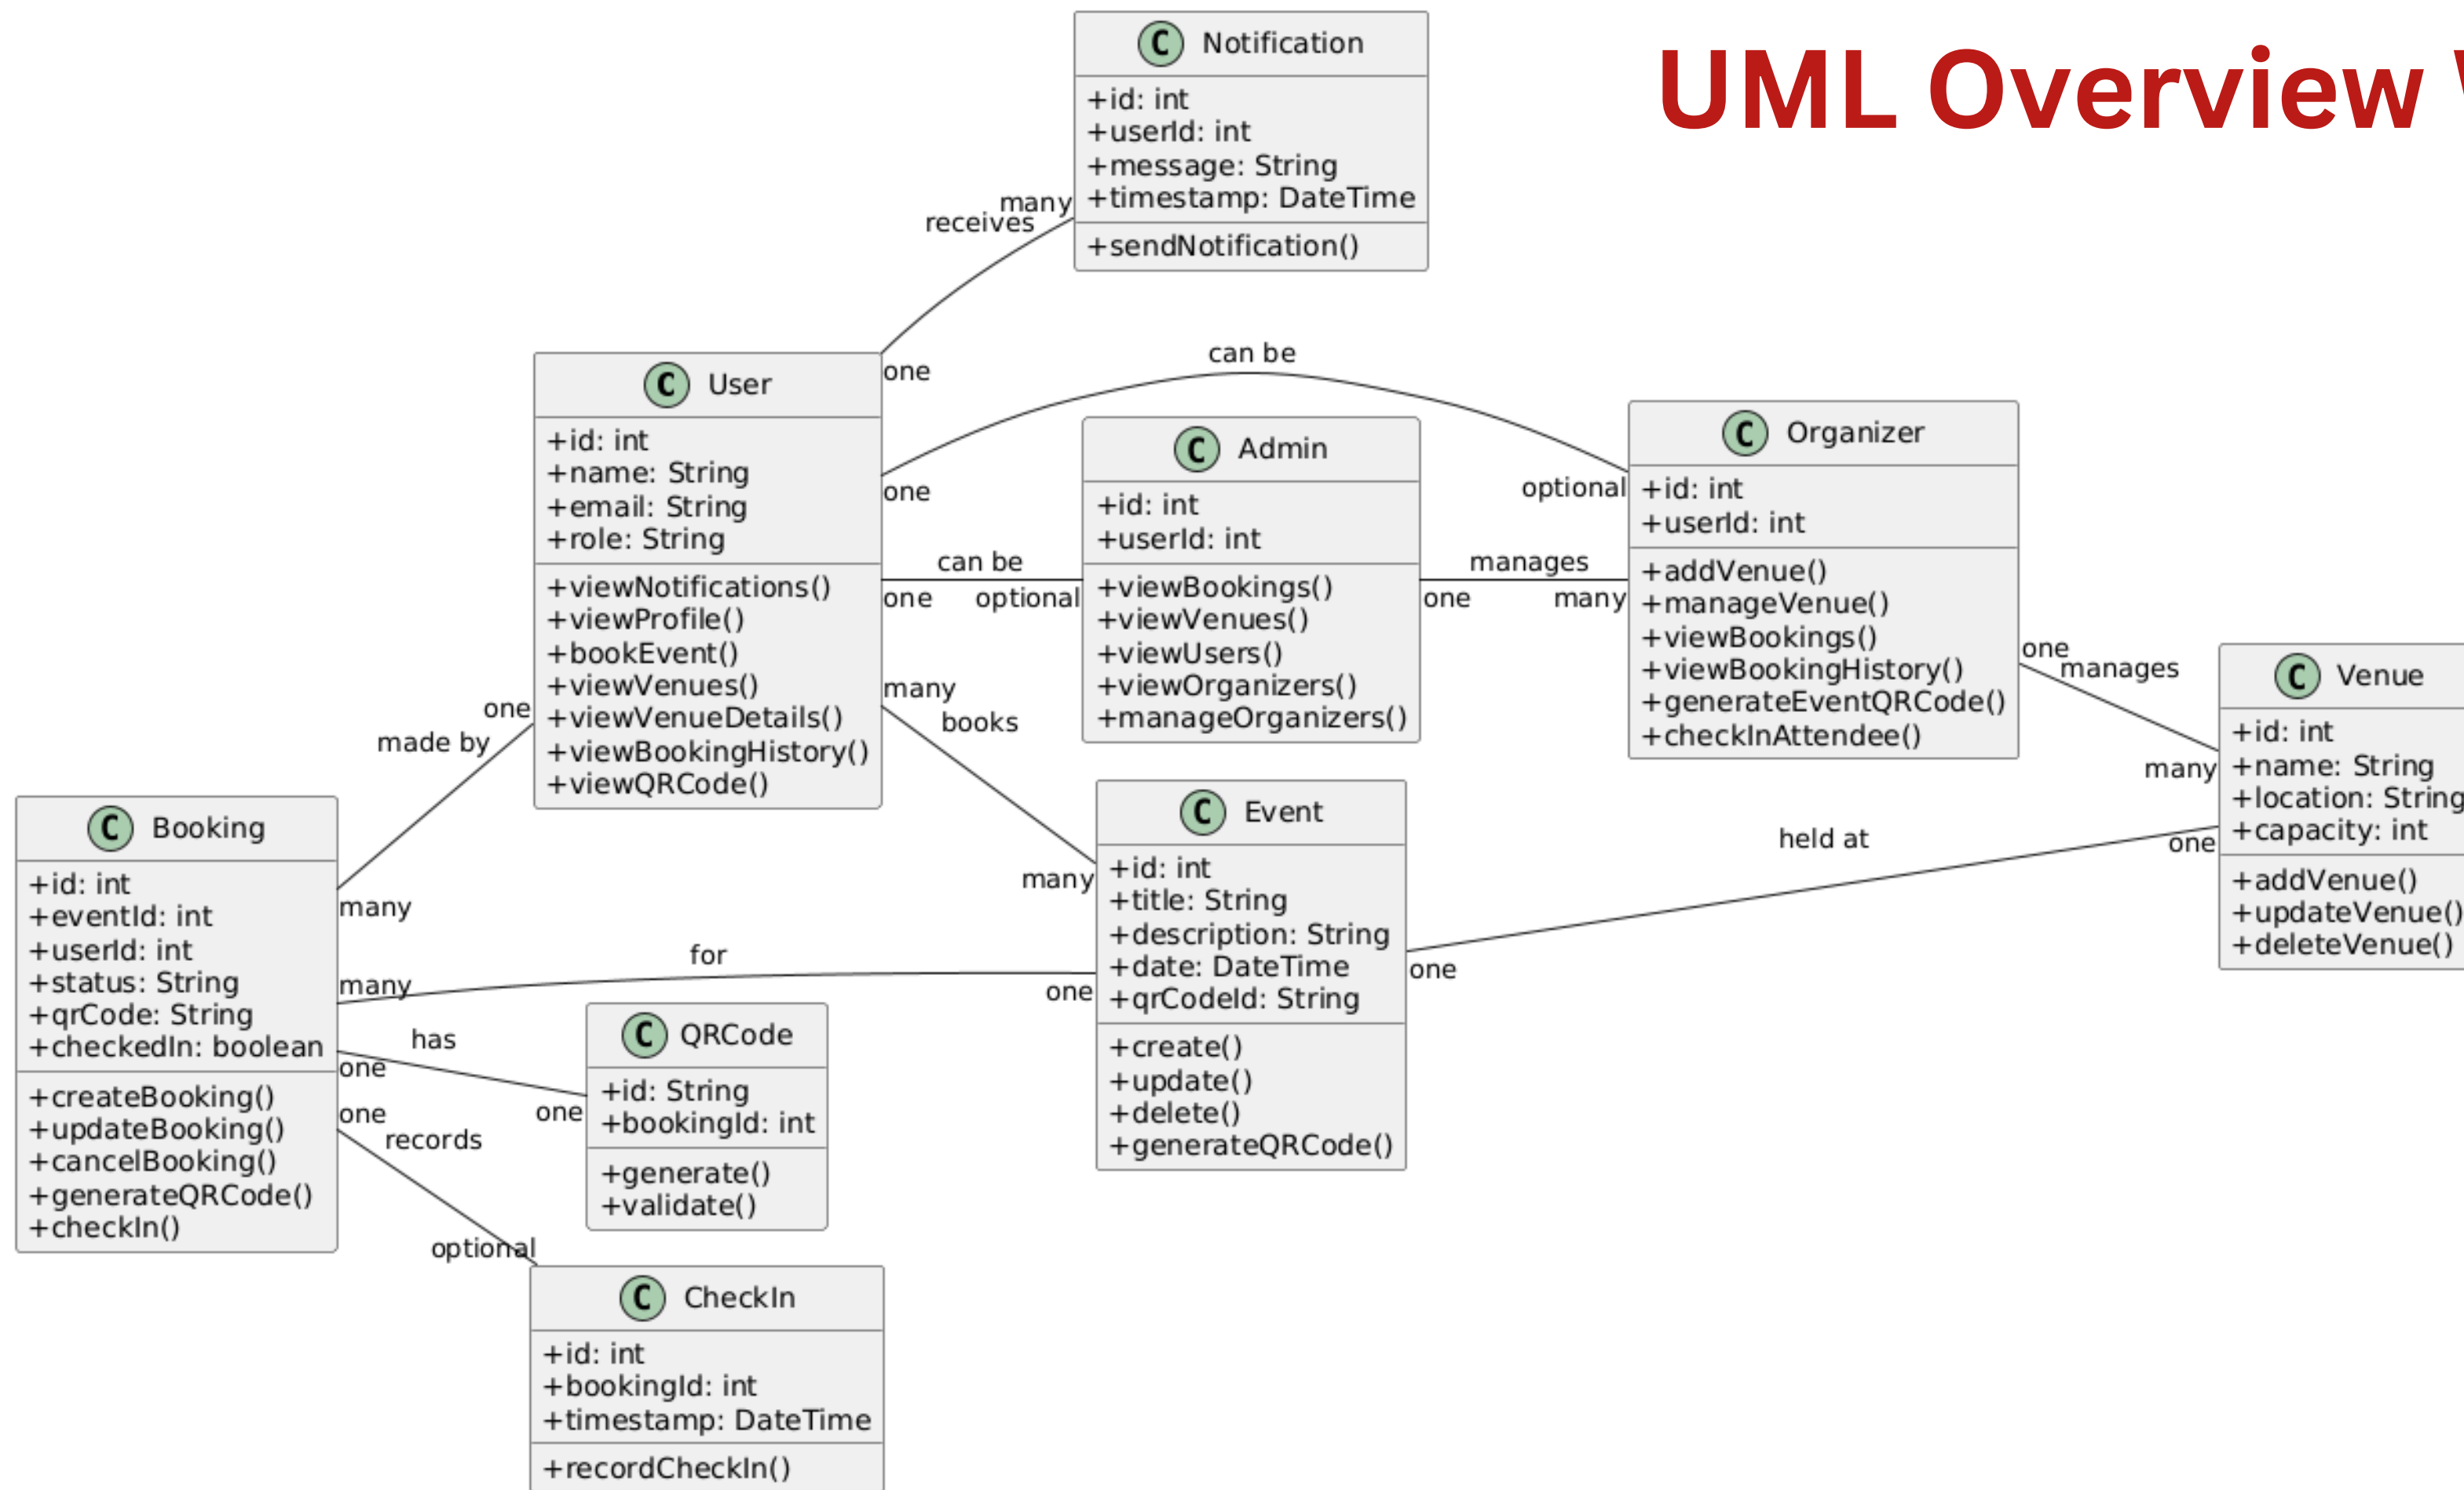 UML Overview
C Notification
+id: int
+userId: int
+message: String
+timestamp: DateTime
+sendNotification()
many
receives
one
can be
one
optional
C User
+id: int
+name: String
+email: String
+role: String
+viewNotifications()
+viewProfile()
+bookEvent()
+viewVenues()
+viewVenueDetails()
+viewBookingHistory()
+viewQRCode()
can be
one
optional
C Admin
+id: int
+userId: int
+viewBookings()
+viewVenues()
+viewUsers()
+viewOrganizers()
+manageOrganizers()
manages
one
many
C Organizer
+id: int
+userId: int
+addVenue()
+manageVenue()
+viewBookings()
+viewBookingHistory()
+generateEventQRCode()
+checkInAttendee()
one
manages
many
C Venue
+id: int
+name: String
+location: String
+capacity: int
+addVenue()
+updateVenue()
+deleteVenue()
one
made by
many
many
books
many
C Booking
+id: int
+eventId: int
+userId: int
+status: String
+qrCode: String
+checkedIn: boolean
+createBooking()
+updateBooking()
+cancelBooking()
+generateQRCode()
+checkIn()
many
for
one
C Event
+id: int
+title: String
+description: String
+date: DateTime
+qrCodeId: String
+create()
+update()
+delete()
+generateQRCode()
held at
one
one
has
one
one
C QRCode
+id: String
+bookingId: int
+generate()
+validate()
one
records
optional
C CheckIn
+id: int
+bookingId: int
+timestamp: DateTime
+recordCheckIn()